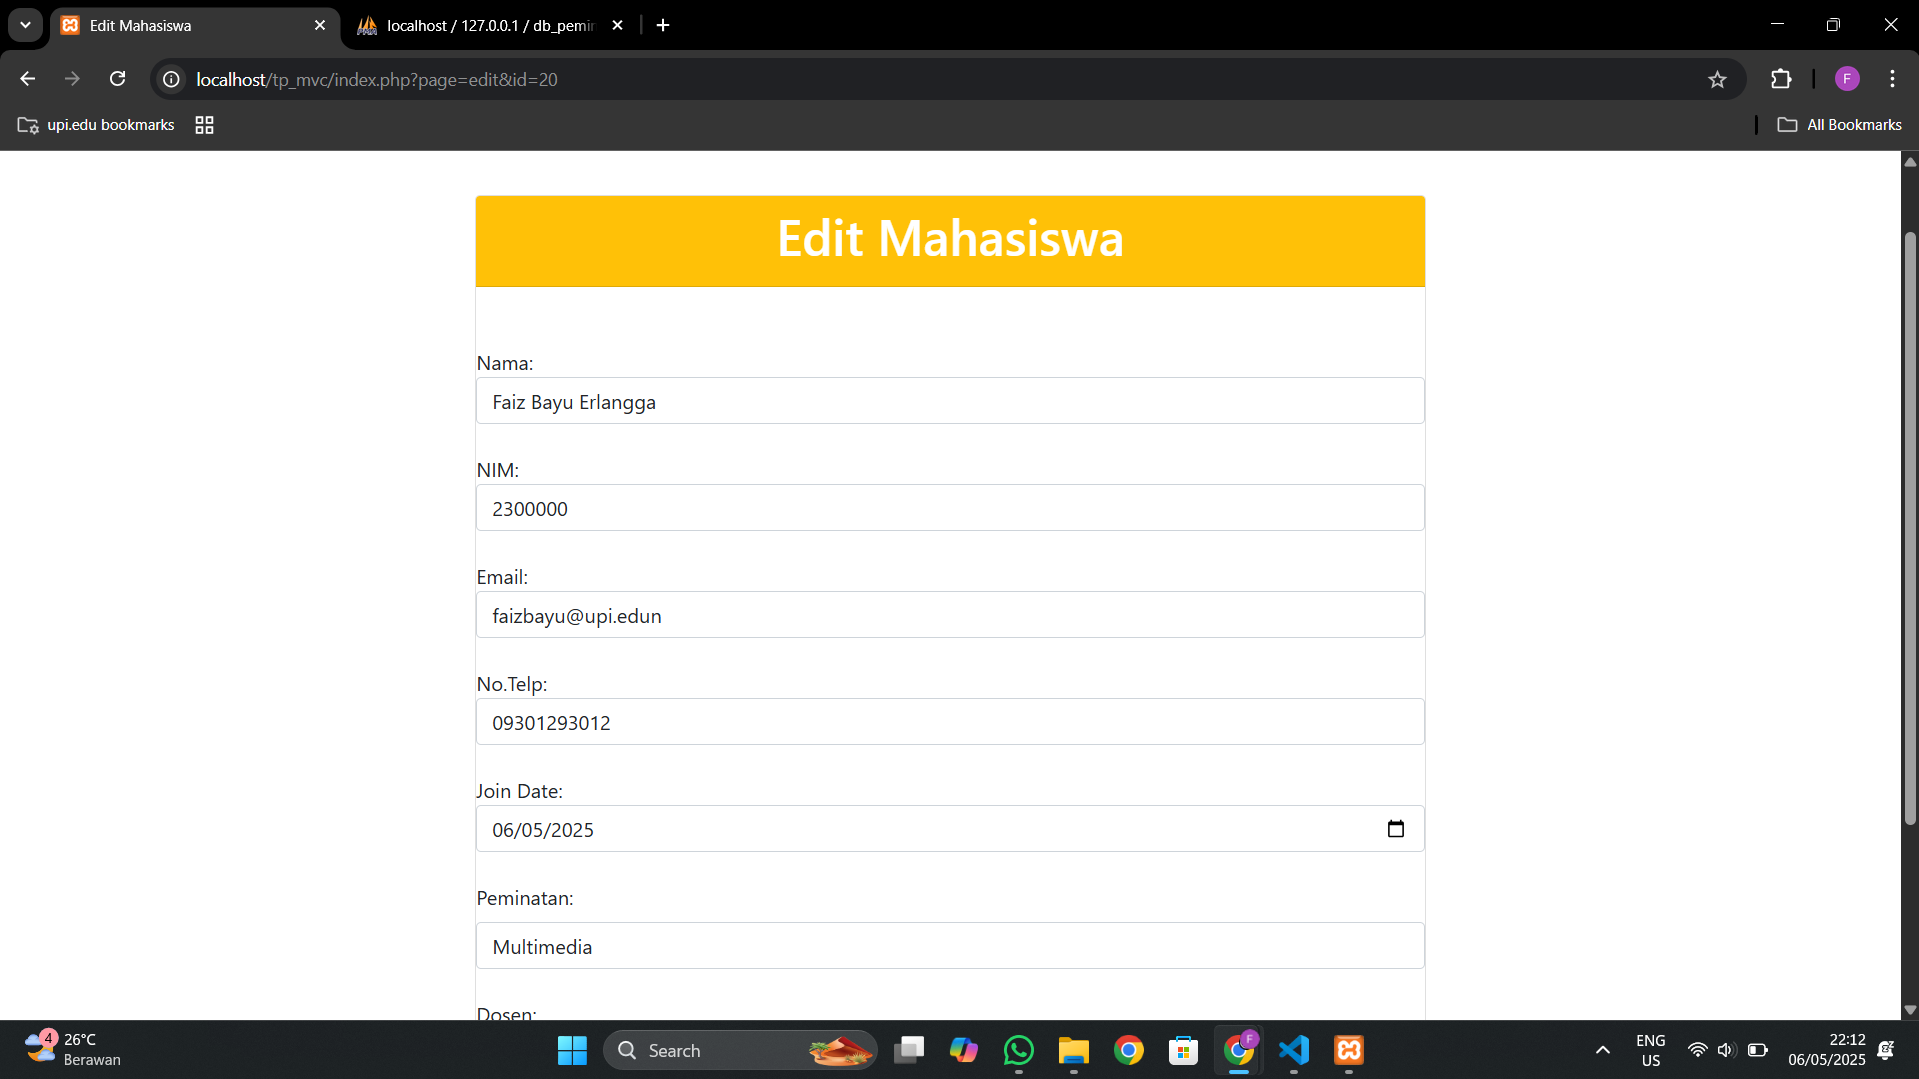 Edit Mahasiswa
localhost / 127.0.0.1 / db_pemin
localhost/tp_mvc/index.php?page=edit&id=20
F
upi.edu bookmarks
All Bookmarks
Edit Mahasiswa
Nama:
Faiz Bayu Erlangga
NIM:
2300000
Email:
faizbayu@upi.edun
No.Telp:
09301293012
Join Date:
06/05/2025
Peminatan:
Multimedia
Dosen:
4
26°C
Berawan
Search
F
ENG
US
22:12
06/05/2025